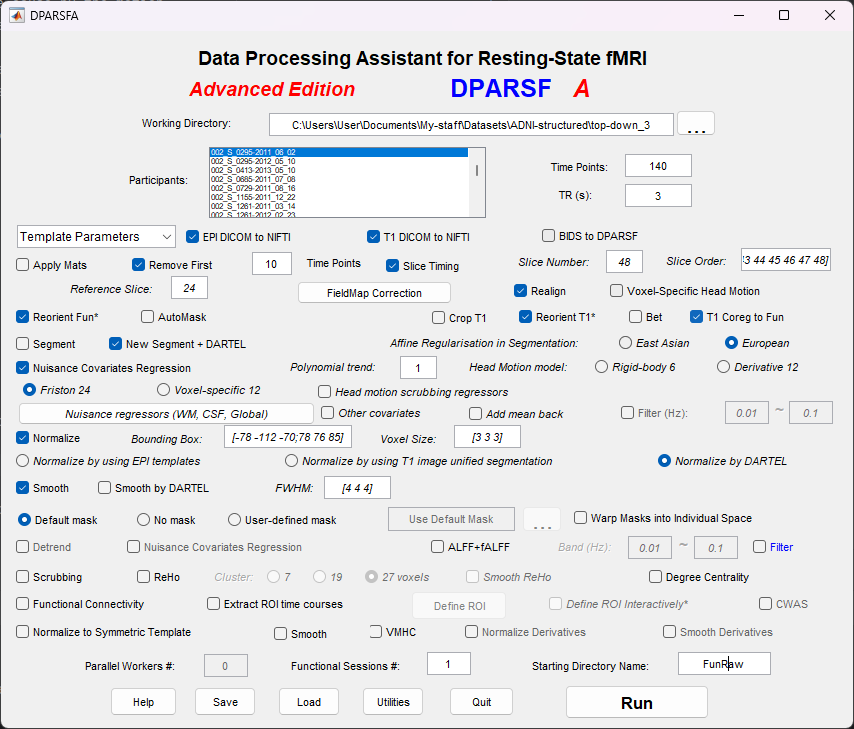 DPARSFA
Data Processing Assistant for Resting-State fMRI
Advanced Edition DPARSF A
Working Directory: C:\Users\User\Documents\My-staff\Datasets\ADNI-structured\top-down_3 ...
Participants:
002_S_0295-2011_06_02
002_S_0295-2012_05_10
002_S_0413-2013_05_10
002_S_0685-2011_07_08
002_S_0729-2011_08_16
002_S_1155-2011_12_22
002_S_1261-2011_03_14
002_S_1261-2012_02_23
Time Points: 140
TR (s): 3
Template Parameters EPI DICOM to NIFTI T1 DICOM to NIFTI BIDS to DPARSF
Apply Mats Remove First 10 Time Points Slice Timing Slice Number: 48 Slice Order: 43 44 45 46 47 48]
Reference Slice: 24 FieldMap Correction Realign Voxel-Specific Head Motion
Reorient Fun* AutoMask Crop T1 Reorient T1* Bet T1 Coreg to Fun
Segment New Segment + DARTEL Affine Regularisation in Segmentation: East Asian European
Nuisance Covariates Regression Polynomial trend: 1 Head Motion model: Rigid-body 6 Derivative 12
Friston 24 Voxel-specific 12 Head motion scrubbing regressors
Nuisance regressors (WM, CSF, Global) Other covariates Add mean back Filter (Hz): 0.01 ~ 0.1
Normalize Bounding Box: [-78 -112 -70;78 76 85] Voxel Size: [3 3 3]
Normalize by using EPI templates Normalize by using T1 image unified segmentation Normalize by DARTEL
Smooth Smooth by DARTEL FWHM: [4 4 4]
Default mask No mask User-defined mask Use Default Mask ... Warp Masks into Individual Space
Detrend Nuisance Covariates Regression ALFF+fALFF Band (Hz): 0.01 ~ 0.1 Filter
Scrubbing ReHo Cluster: 7 19 27 voxels Smooth ReHo Degree Centrality
Functional Connectivity Extract ROI time courses Define ROI Define ROI Interactively* CWAS
Normalize to Symmetric Template Smooth VMHC Normalize Derivatives Smooth Derivatives
Parallel Workers #: 0 Functional Sessions #: 1 Starting Directory Name: FunRaw
Help Save Load Utilities Quit Run